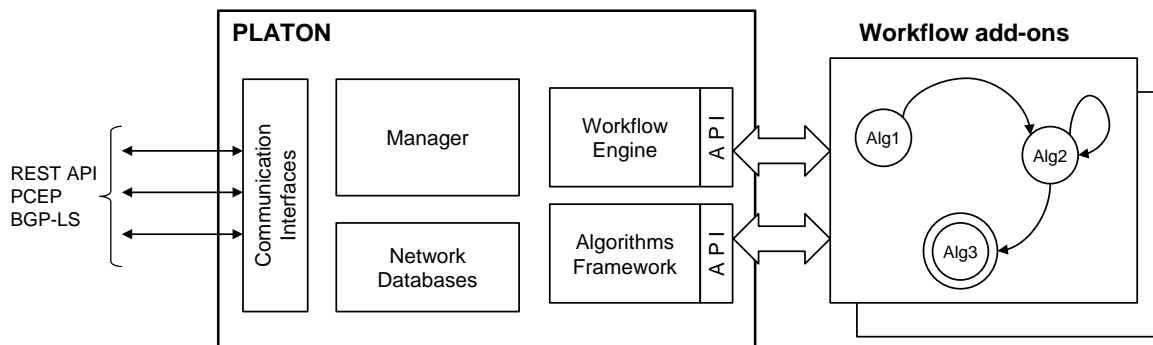 PLATON
Workflow add-ons
REST API
PCEP
BGP-LS
Communication
Interfaces
Manager
Network
Databases
Workflow
Engine
API
Algorithms
Framework
API
Alg1
Alg2
Alg3